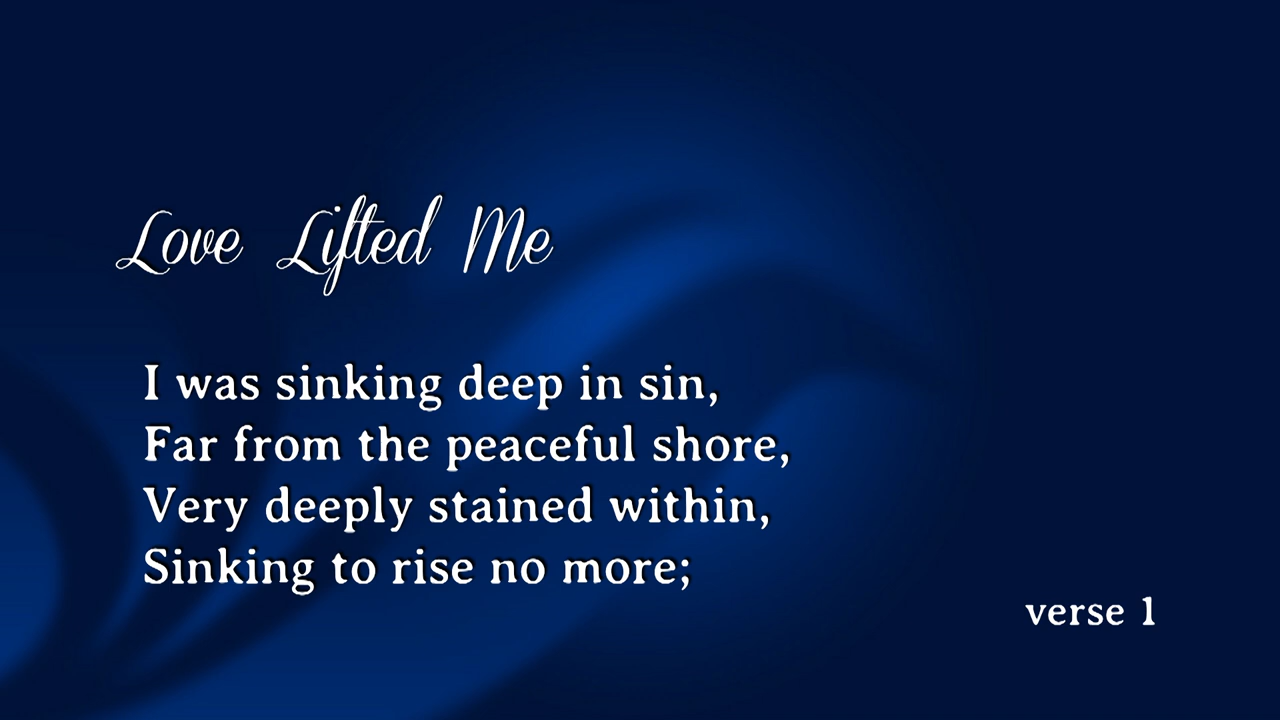 Love Lifted Me
I was sinking deep in sin,
Far from the peaceful shore,
Very deeply stained within,
Sinking to rise no more;
verse 1